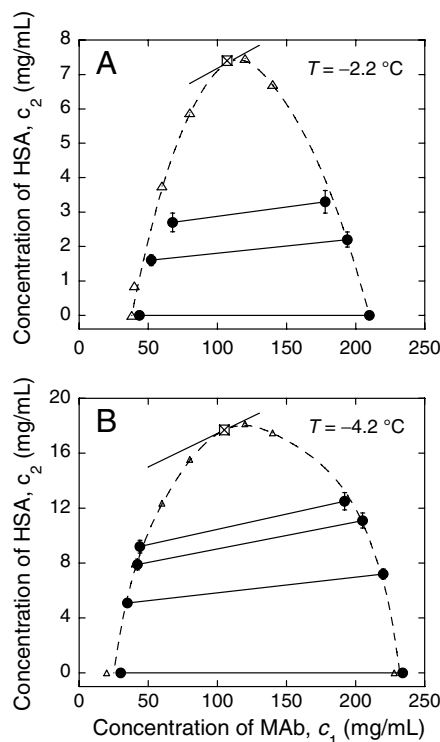 A
T = −2.2 °C
Concentration of HSA, c2 (mg/mL)
8
7
6
5
4
3
2
1
0
0 50 100 150 200 250
B
T = −4.2 °C
Concentration of HSA, c2 (mg/mL)
20
16
12
8
4
0
0 50 100 150 200 250
Concentration of MAb, c1 (mg/mL)